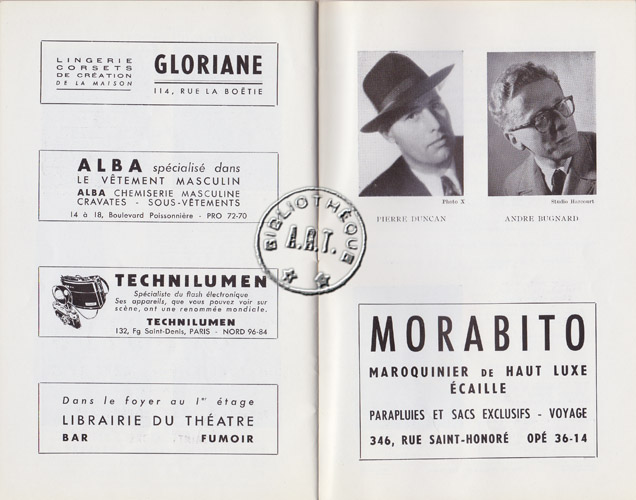 LINGERIE
CORSETS
DE CRÉATION
DE LA MAISON
GLORIANE
114, RUE LA BOËTIE
ALBA spécialisé dans
LE VÊTEMENT MASCULIN
ALBA CHEMISERIE MASCULINE
CRAVATES - SOUS-VÊTEMENTS
14 à 18, Boulevard Poissonnière - PRO 72-70
TECHNILUMEN
Spécialiste du flash électronique
Ses appareils, que vous pouvez voir sur
scène, ont une renommée mondiale.
TECHNILUMEN
132, Fg Saint-Denis, PARIS - NORD 96-84
Dans le foyer au 1er étage
LIBRAIRIE DU THÉATRE
BAR FUMOIR
BIBLIOTHÈQUE
A.R.T.
Photo X
PIERRE DUNCAN
Studio Harcourt
ANDRE BUGNARD
MORABITO
MAROQUINIER DE HAUT LUXE
ÉCAILLE
PARAPLUIES ET SACS EXCLUSIFS - VOYAGE
346, RUE SAINT-HONORÉ OPÉ 36-14